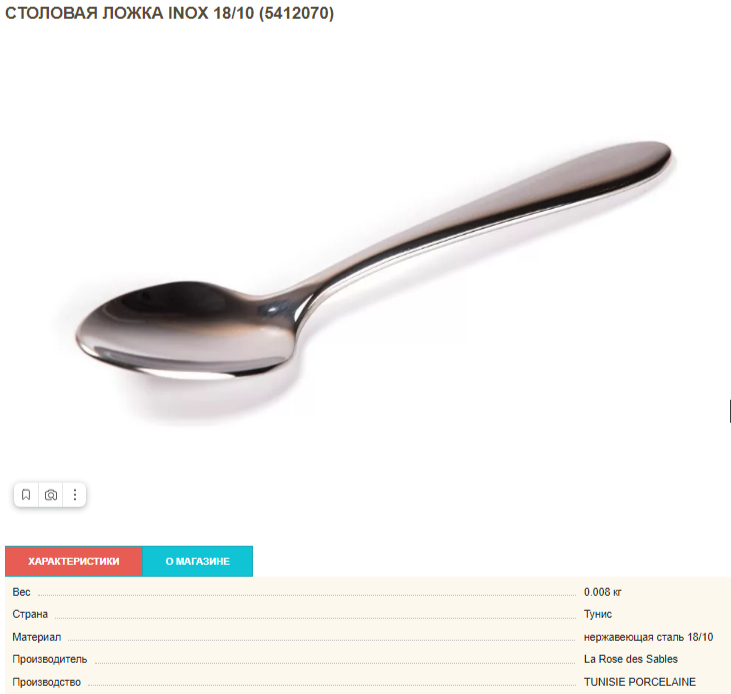 СТОЛОВАЯ ЛОЖКА INOX 18/10 (5412070)
ХАРАКТЕРИСТИКИ О МАГАЗИНЕ
Вес 0.008 кг
Страна Тунис
Материал нержавеющая сталь 18/10
Производитель La Rose des Sables
Производство TUNISIE PORCELAINE